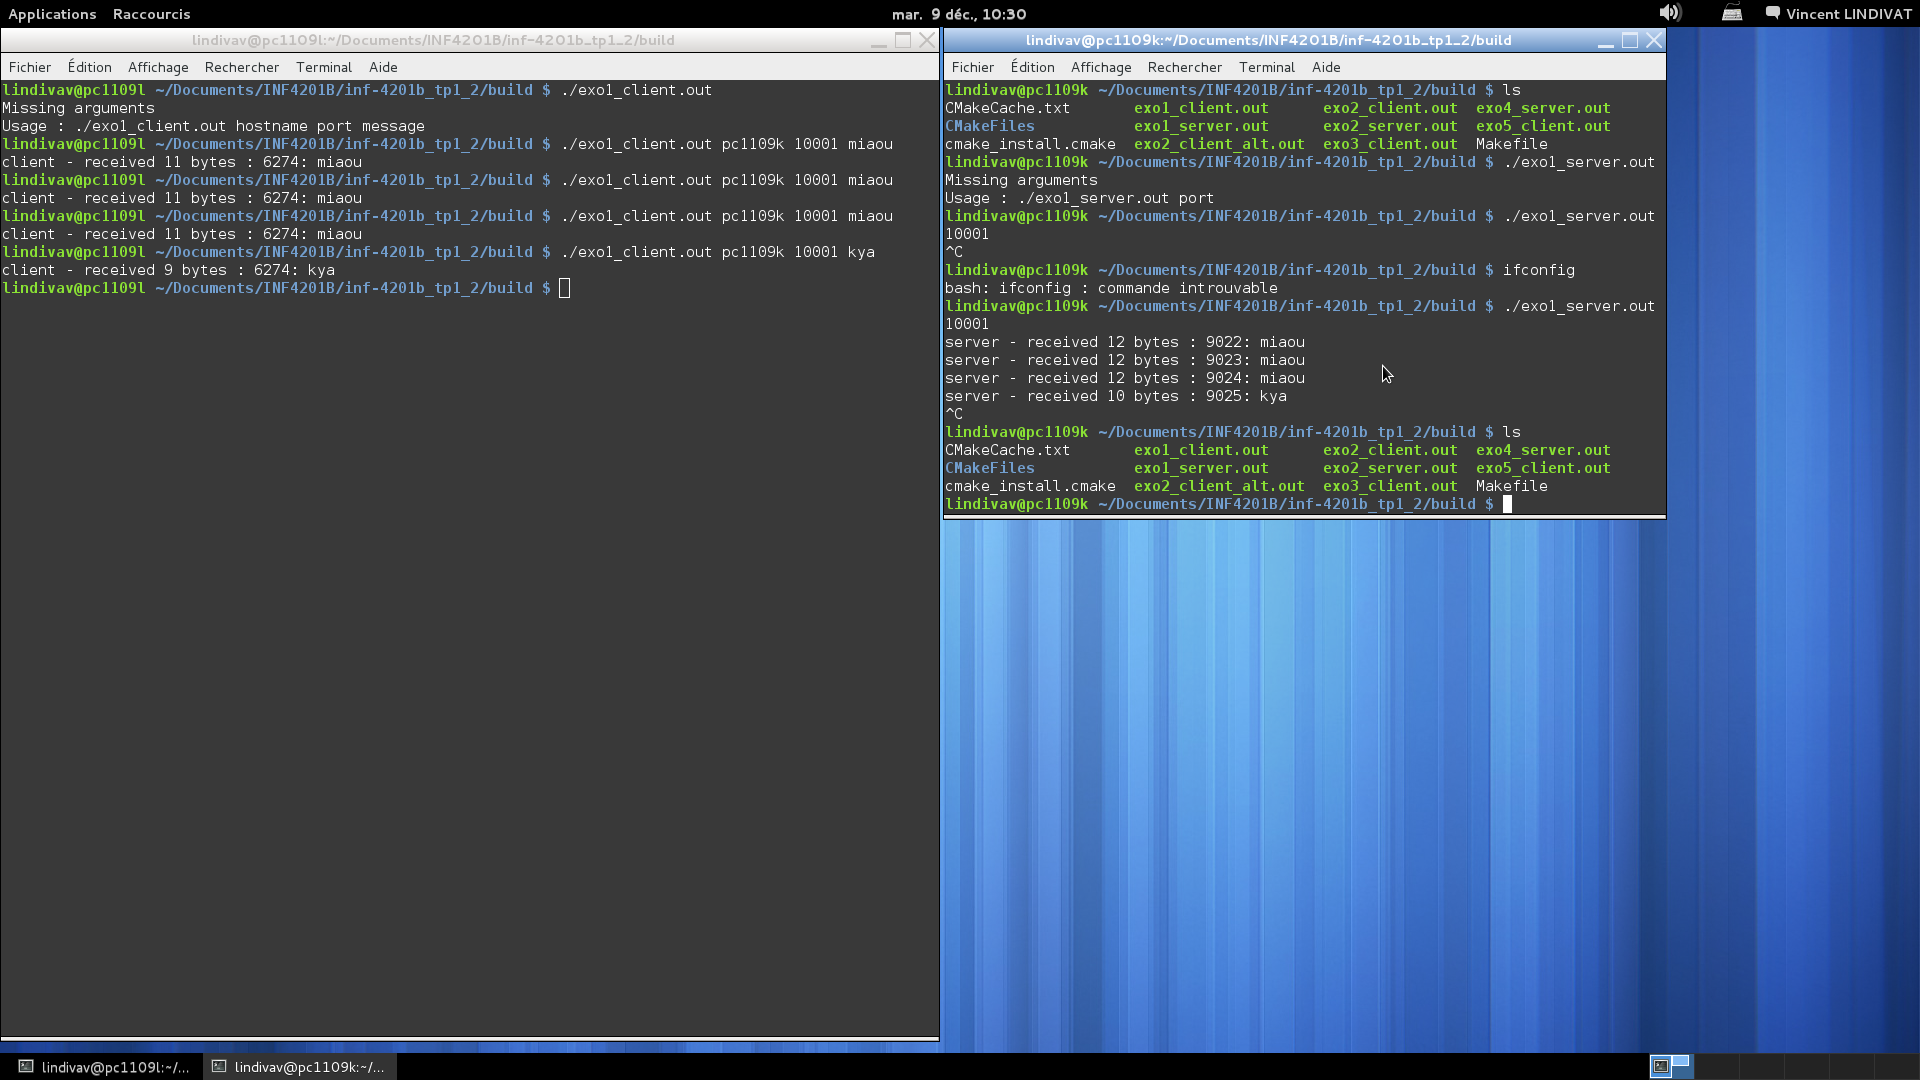 Applications Raccourcis mar. 9 déc., 10:30 Vincent LINDIVAT
lindivav@pc1109l:~/Documents/INF4201B/inf-4201b_tp1_2/build
Fichier Édition Affichage Rechercher Terminal Aide
lindivav@pc1109l ~/Documents/INF4201B/inf-4201b_tp1_2/build $ ./exo1_client.out
Missing arguments
Usage : ./exo1_client.out hostname port message
lindivav@pc1109l ~/Documents/INF4201B/inf-4201b_tp1_2/build $ ./exo1_client.out pc1109k 10001 miaou
client - received 11 bytes : 6274: miaou
lindivav@pc1109l ~/Documents/INF4201B/inf-4201b_tp1_2/build $ ./exo1_client.out pc1109k 10001 miaou
client - received 11 bytes : 6274: miaou
lindivav@pc1109l ~/Documents/INF4201B/inf-4201b_tp1_2/build $ ./exo1_client.out pc1109k 10001 miaou
client - received 11 bytes : 6274: miaou
lindivav@pc1109l ~/Documents/INF4201B/inf-4201b_tp1_2/build $ ./exo1_client.out pc1109k 10001 kya
client - received 9 bytes : 6274: kya
lindivav@pc1109l ~/Documents/INF4201B/inf-4201b_tp1_2/build $
lindivav@pc1109k:~/Documents/INF4201B/inf-4201b_tp1_2/build
Fichier Édition Affichage Rechercher Terminal Aide
lindivav@pc1109k ~/Documents/INF4201B/inf-4201b_tp1_2/build $ ls
CMakeCache.txt exo1_client.out exo2_client.out exo4_server.out
CMakeFiles exo1_server.out exo2_server.out exo5_client.out
cmake_install.cmake exo2_client_alt.out exo3_client.out Makefile
lindivav@pc1109k ~/Documents/INF4201B/inf-4201b_tp1_2/build $ ./exo1_server.out
Missing arguments
Usage : ./exo1_server.out port
lindivav@pc1109k ~/Documents/INF4201B/inf-4201b_tp1_2/build $ ./exo1_server.out
10001
^C
lindivav@pc1109k ~/Documents/INF4201B/inf-4201b_tp1_2/build $ ifconfig
bash: ifconfig : commande introuvable
lindivav@pc1109k ~/Documents/INF4201B/inf-4201b_tp1_2/build $ ./exo1_server.out
10001
server - received 12 bytes : 9022: miaou
server - received 12 bytes : 9023: miaou
server - received 12 bytes : 9024: miaou
server - received 10 bytes : 9025: kya
^C
lindivav@pc1109k ~/Documents/INF4201B/inf-4201b_tp1_2/build $ ls
CMakeCache.txt exo1_client.out exo2_client.out exo4_server.out
CMakeFiles exo1_server.out exo2_server.out exo5_client.out
cmake_install.cmake exo2_client_alt.out exo3_client.out Makefile
lindivav@pc1109k ~/Documents/INF4201B/inf-4201b_tp1_2/build $
lindivav@pc1109l:~/... lindivav@pc1109k:~/...